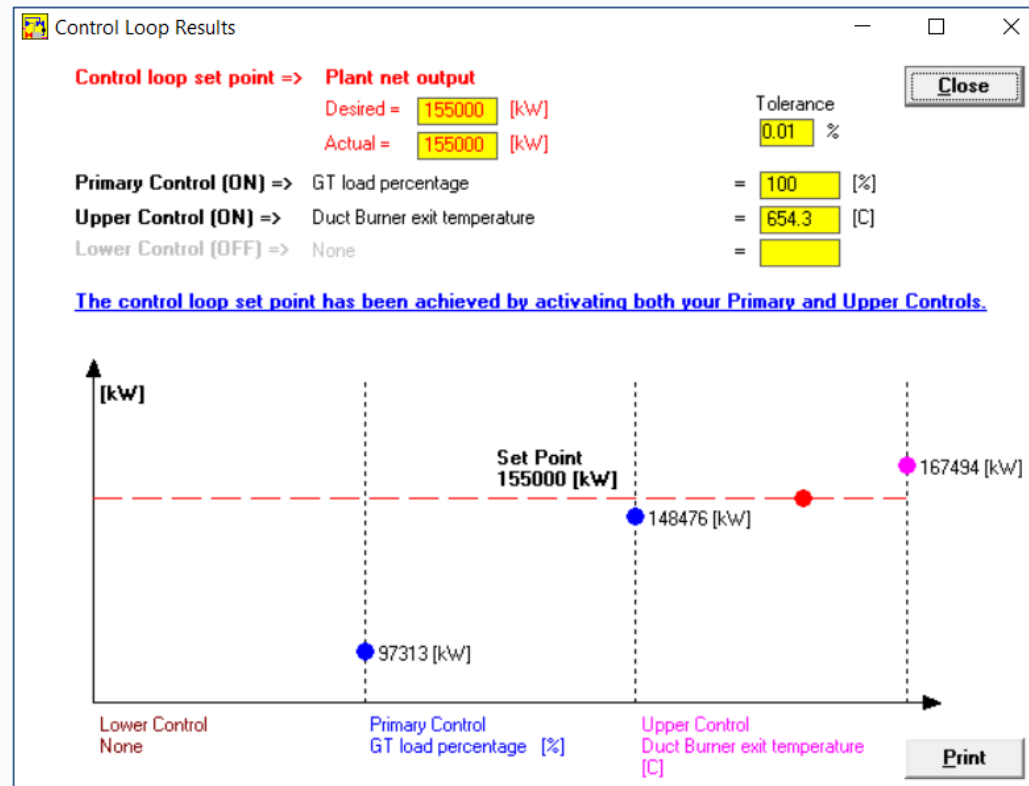 Control Loop Results
Control loop set point => Plant net output
Close
Desired = 155000 [kW]
Tolerance
0.01 %
Actual = 155000 [kW]
Primary Control (ON) => GT load percentage = 100 [%]
Upper Control (ON) => Duct Burner exit temperature = 654.3 [C]
Lower Control (OFF) => None =
The control loop set point has been achieved by activating both your Primary and Upper Controls.
[kW]
Set Point
155000 [kW]
167494 [kW]
148476 [kW]
97313 [kW]
Lower Control
None
Primary Control
GT load percentage [%]
Upper Control
Duct Burner exit temperature
[C]
Print